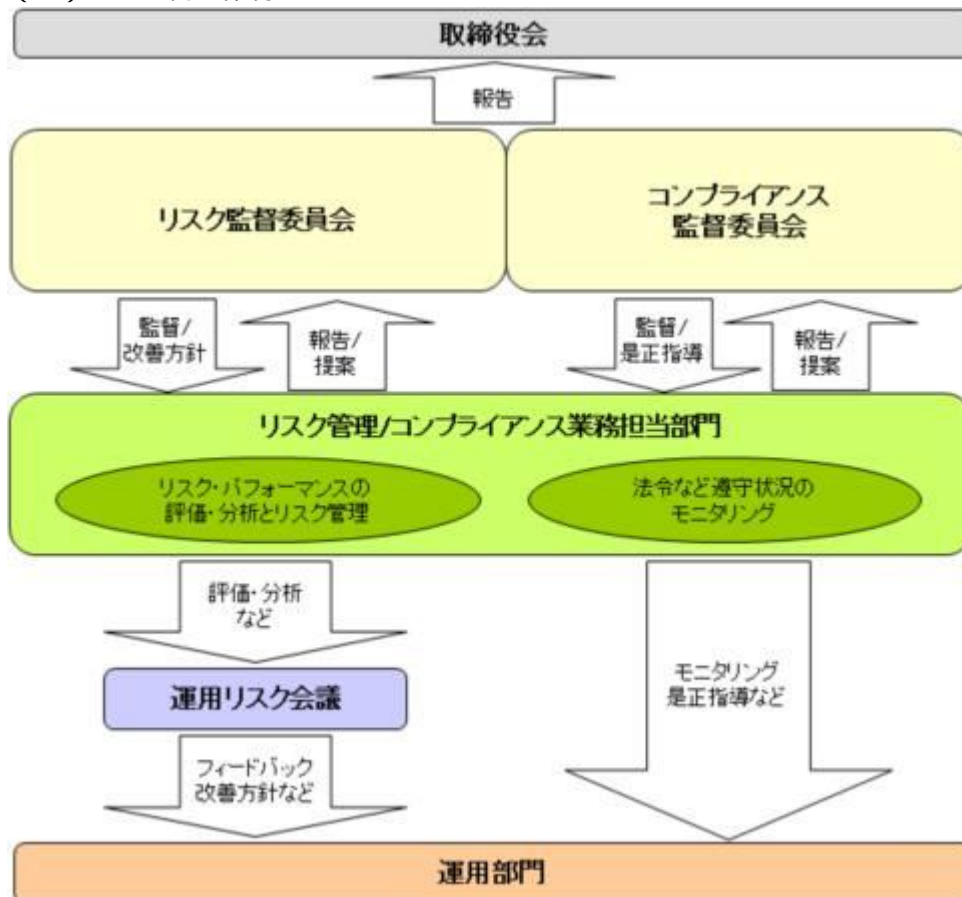 取締役会
報告
リスク監督委員会
コンプライアンス
監督委員会
監督/
改善方針
報告/
提案
監督/
是正指導
報告/
提案
リスク管理/コンプライアンス業務担当部門
リスク・パフォーマンスの
評価・分析とリスク管理
法令など遵守状況の
モニタリング
評価・分析
など
運用リスク会議
モニタリング
是正指導など
フィードバック
改善方針など
運用部門